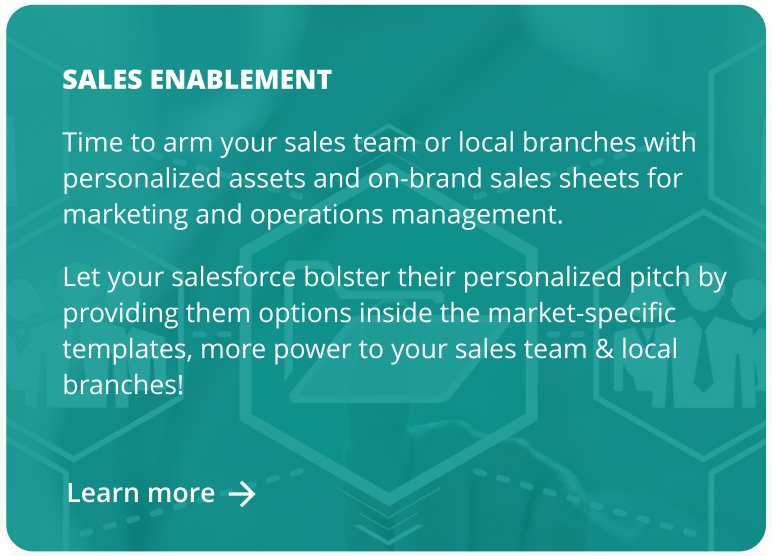 SALES ENABLEMENT
Time to arm your sales team or local branches with
personalized assets and on-brand sales sheets for
marketing and operations management.
Let your salesforce bolster their personalized pitch by
providing them options inside the market-specific
templates, more power to your sales team & local
branches!
Learn more →